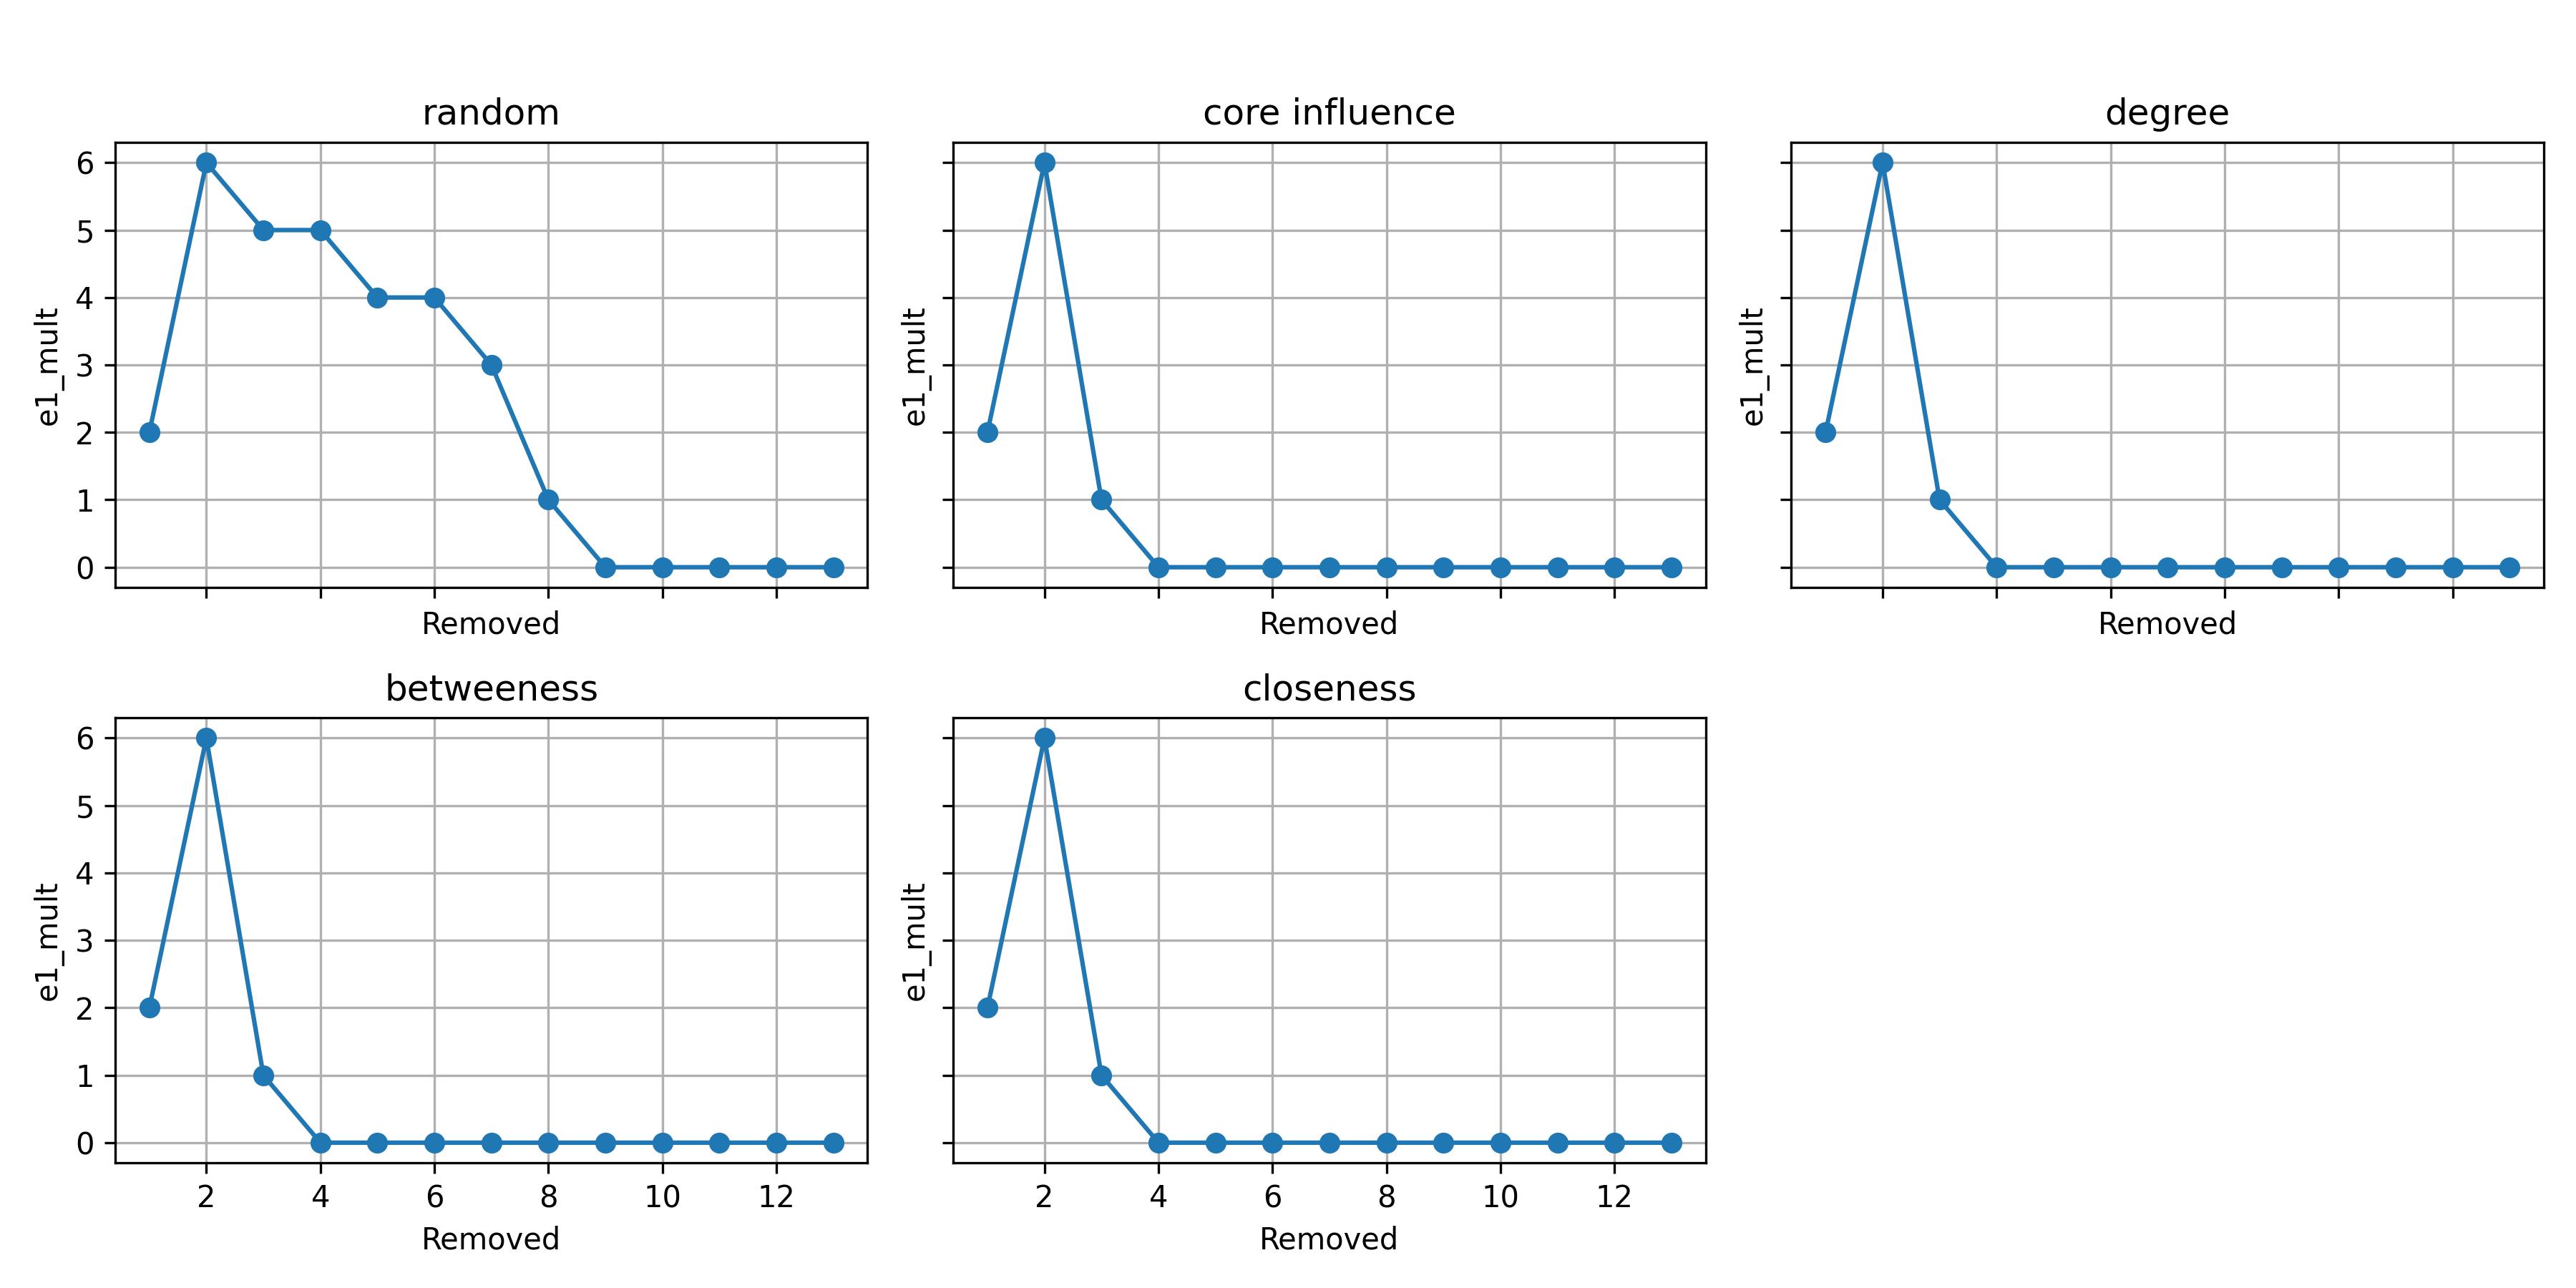 random
core influence
degree
6
5
4
3
2
1
0
e1_mult
e1_mult
e1_mult
Removed
Removed
Removed
betweeness
closeness
6
5
4
3
2
1
0
e1_mult
e1_mult
2 4 6 8 10 12
2 4 6 8 10 12
Removed
Removed